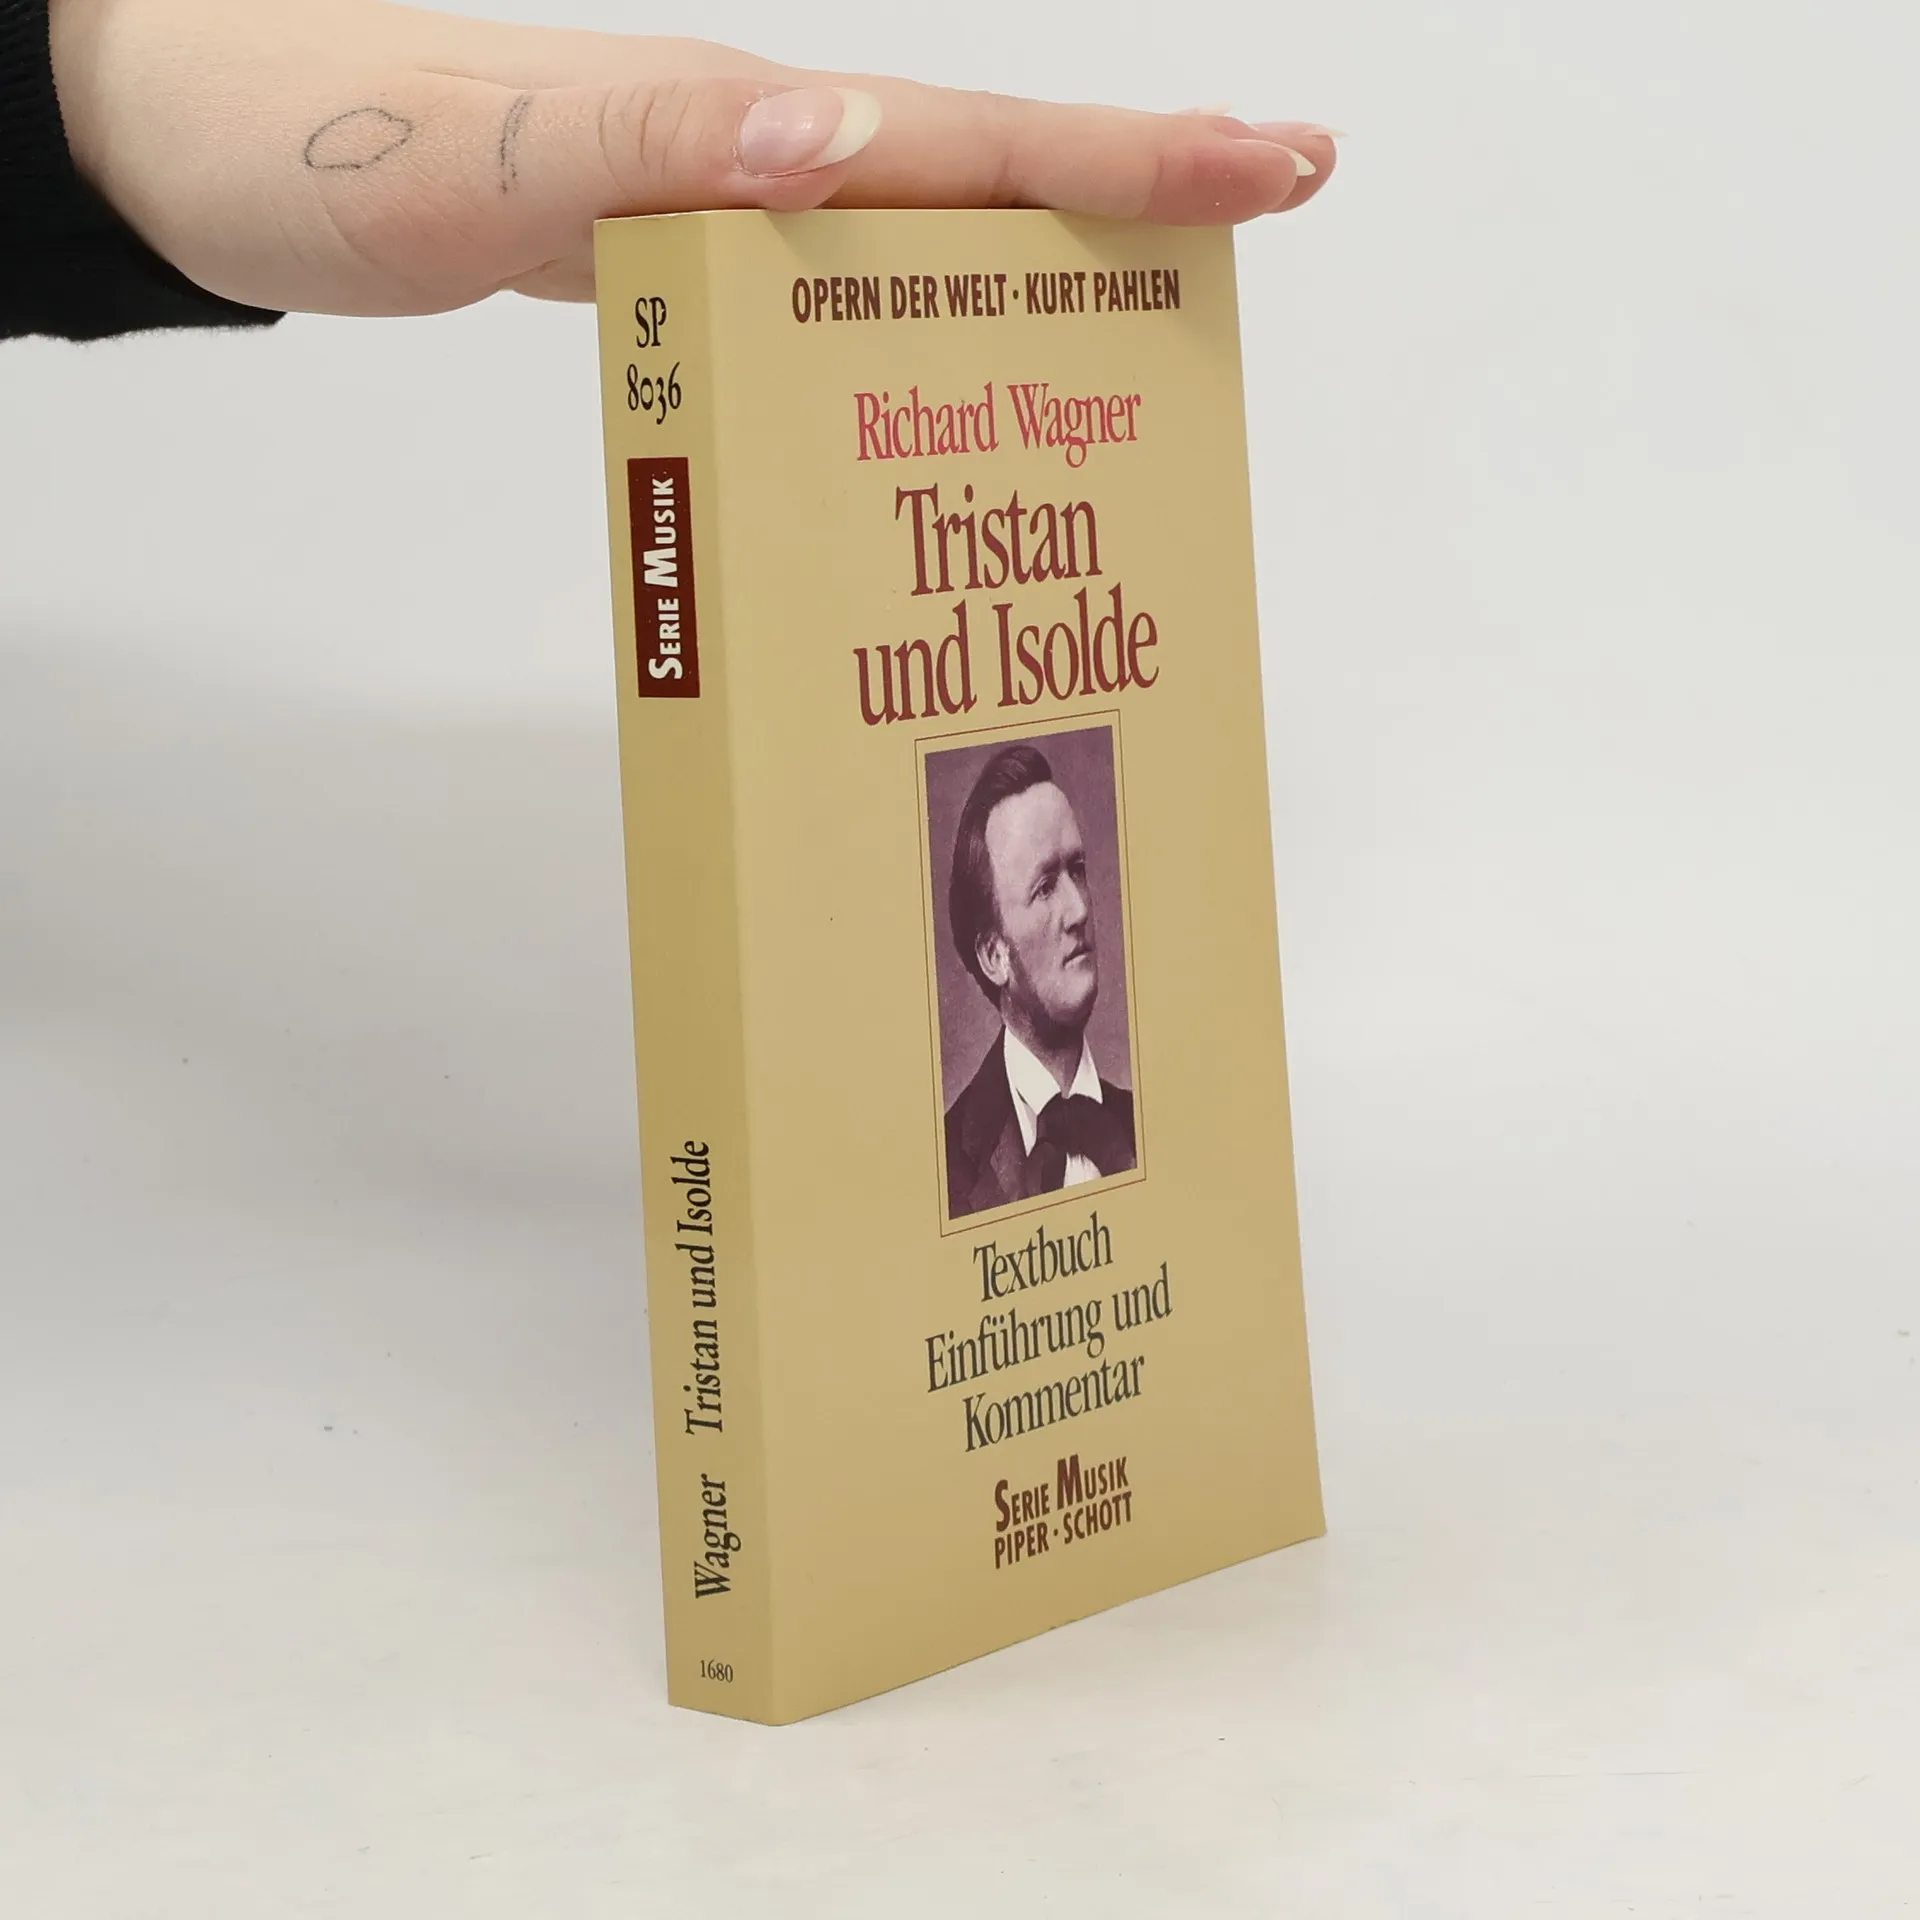 SP
8036
SERIE MUSIK
Wagner Tristan und Isolde
1680
OPERN DER WELT · KURT PAHLEN
Richard Wagner
Tristan
und Isolde
Textbuch
Einführung und
Kommentar
SERIE MUSIK
PIPER · SCHOTT